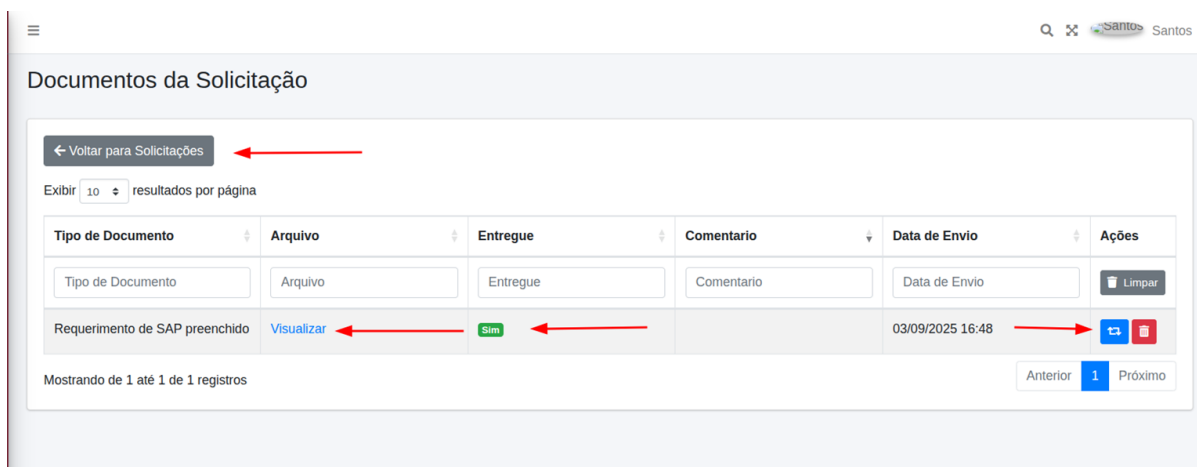 Santos Santos
Documentos da Solicitação
Voltar para Solicitações
Exibir 10 resultados por página
Tipo de Documento Arquivo Entregue Comentario Data de Envio Ações
Tipo de Documento Arquivo Entregue Comentario Data de Envio Limpar
Requerimento de SAP preenchido Visualizar Sim 03/09/2025 16:48
Mostrando de 1 até 1 de 1 registros
Anterior 1 Próximo